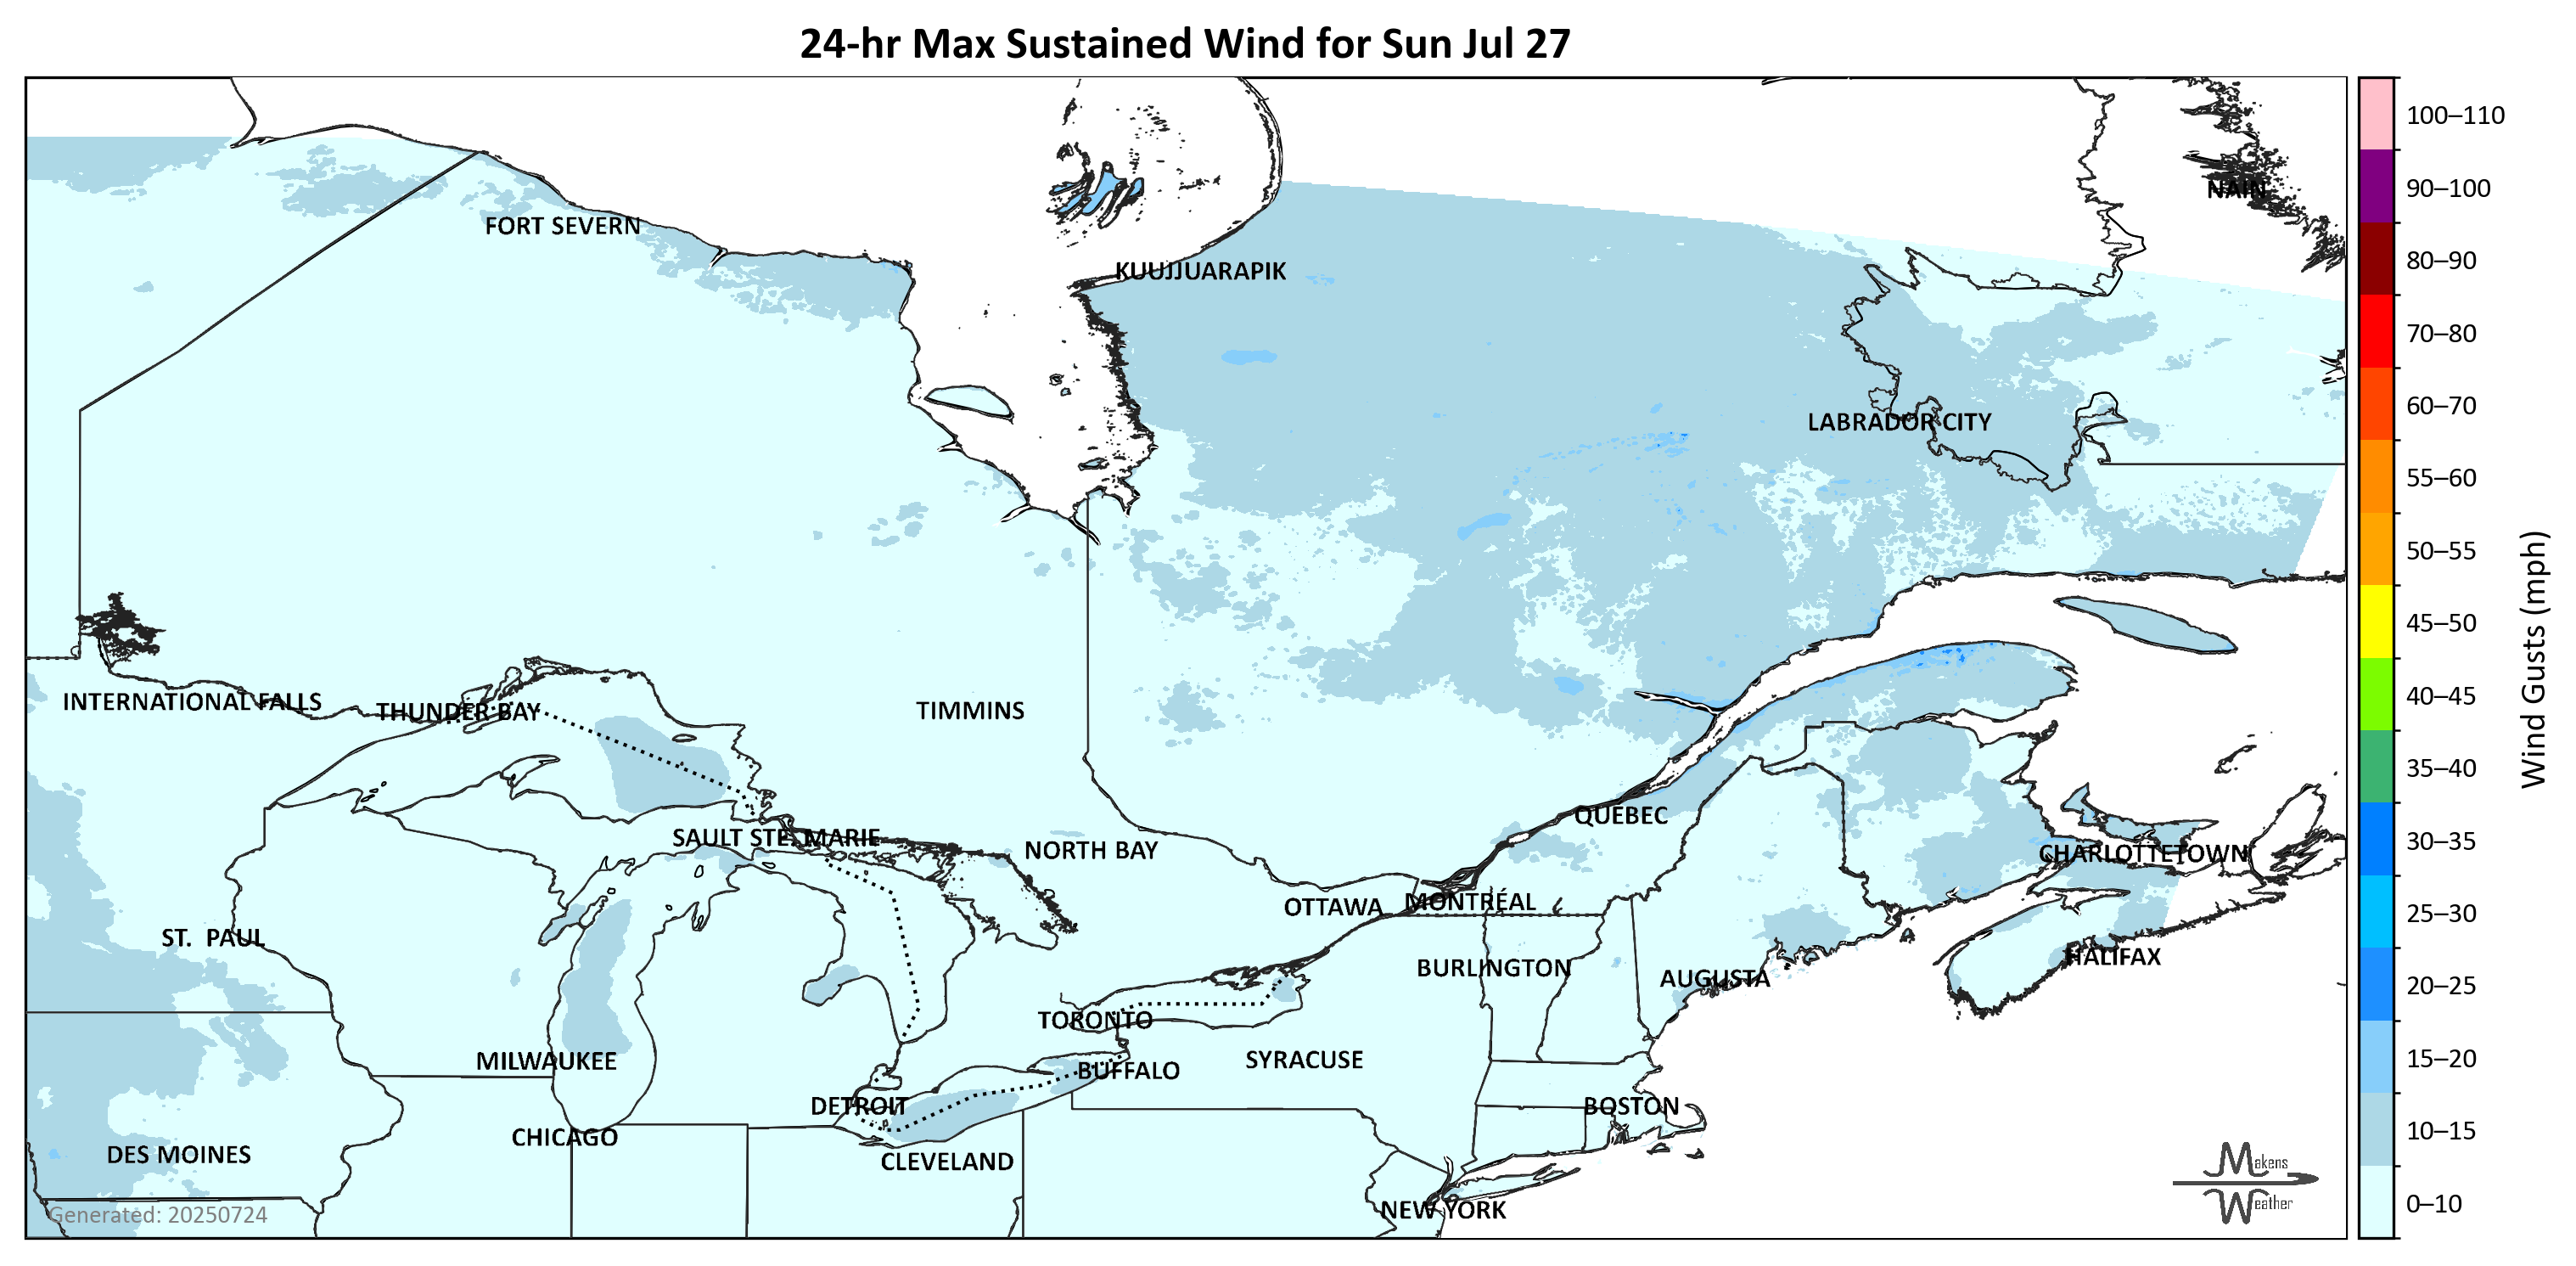 24-hr Max Sustained Wind for Sun Jul 27
100–110
90–100
NAIN
FORT SEVERN
80–90
KUUJJUARAPIK
70–80
60–70
LABRADOR CITY
55–60
50–55
45–50
Wind Gusts (mph)
INTERNATIONAL FALLS
THUNDER BAY
TIMMINS
40–45
35–40
QUÉBEC
SAULT STE. MARIE
NORTH BAY
30–35
CHARLOTTETOWN
OTTAWA
MONTRÉAL
25–30
ST. PAUL
HALIFAX
BURLINGTON
AUGUSTA
20–25
TORONTO
MILWAUKEE
SYRACUSE
BUFFALO
15–20
DETROIT
BOSTON
CHICAGO
10–15
DES MOINES
CLEVELAND
Makens
Weather
0–10
NEW YORK
Generated: 20250724